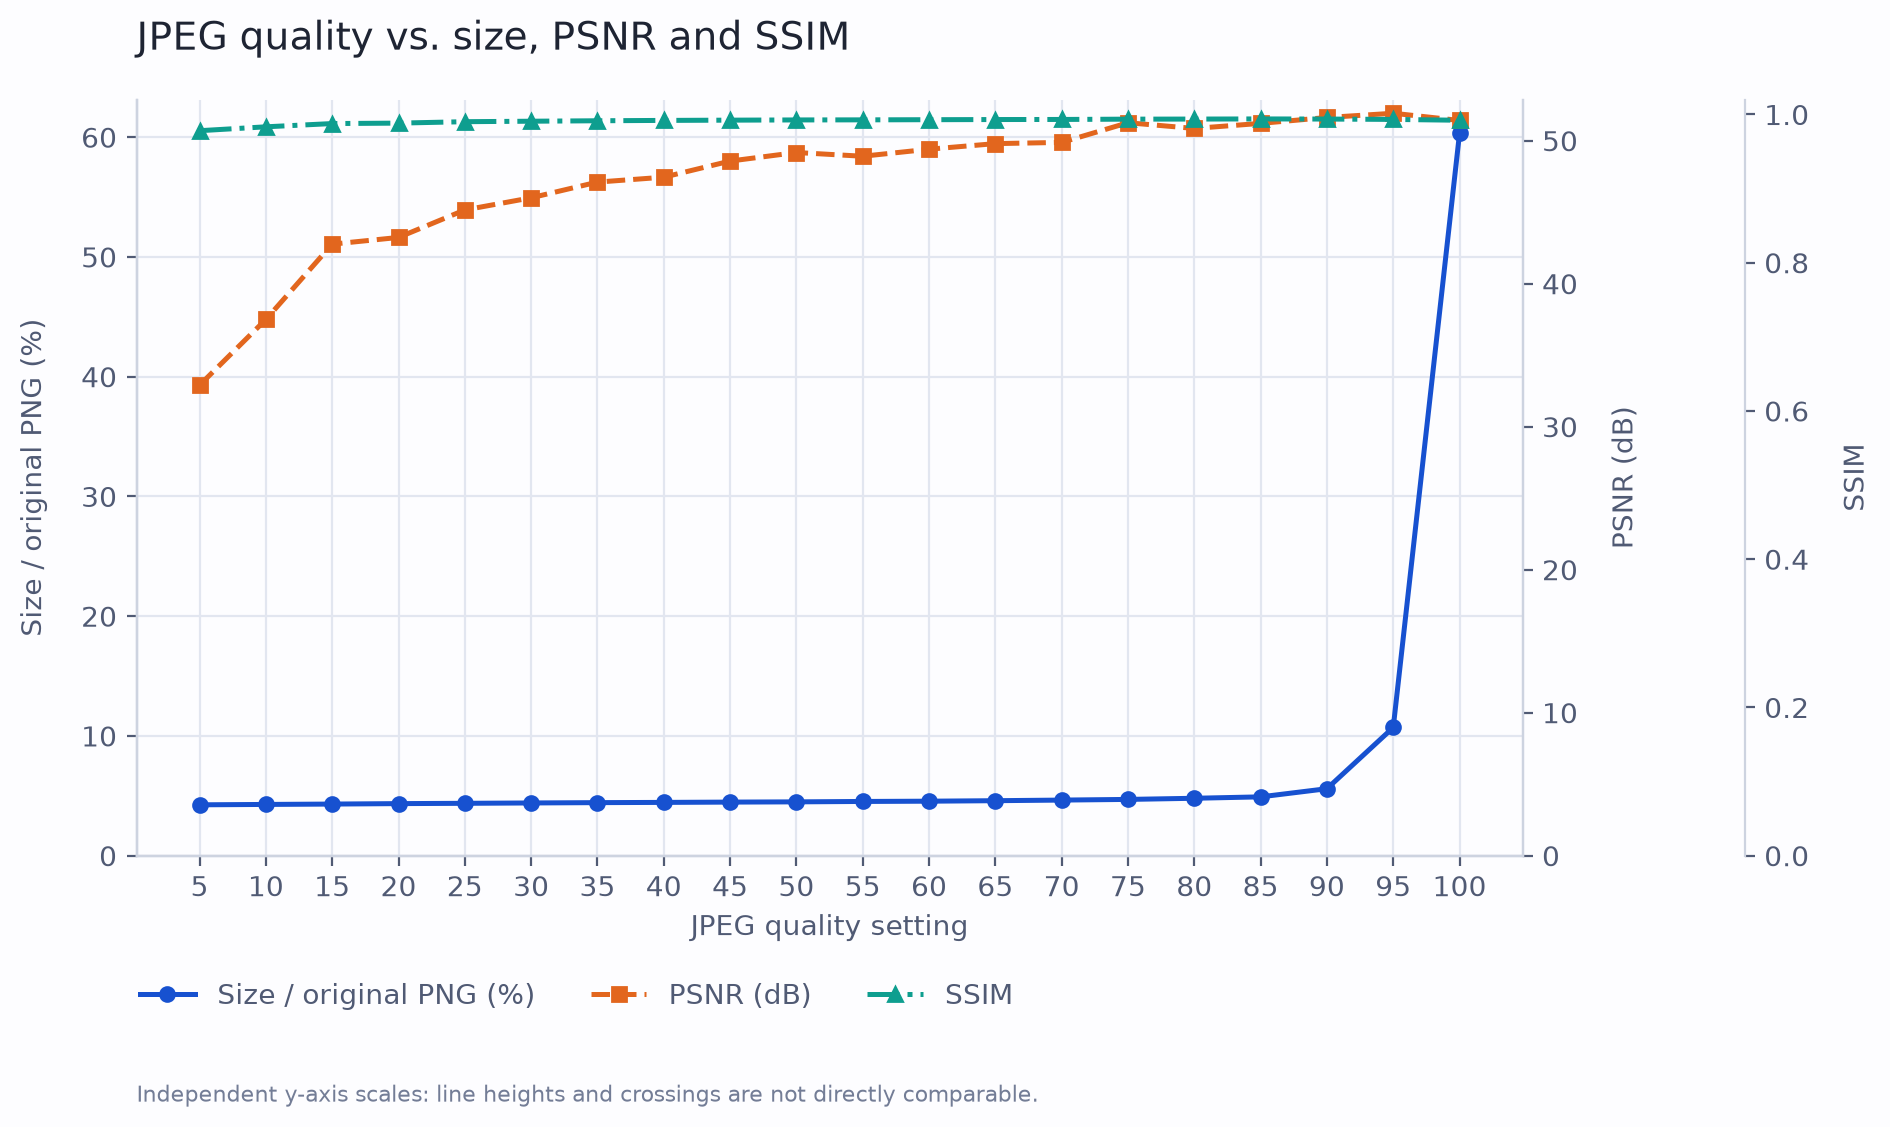 JPEG quality vs. size, PSNR and SSIM
Size / original PNG (%)
60
50
40
30
20
10
0
5 10 15 20 25 30 35 40 45 50 55 60 65 70 75 80 85 90 95 100
JPEG quality setting
50
40
30
20
10
0
PSNR (dB)
1.0
0.8
0.6
0.4
0.2
0.0
SSIM
Size / original PNG (%) PSNR (dB) SSIM
Independent y-axis scales: line heights and crossings are not directly comparable.